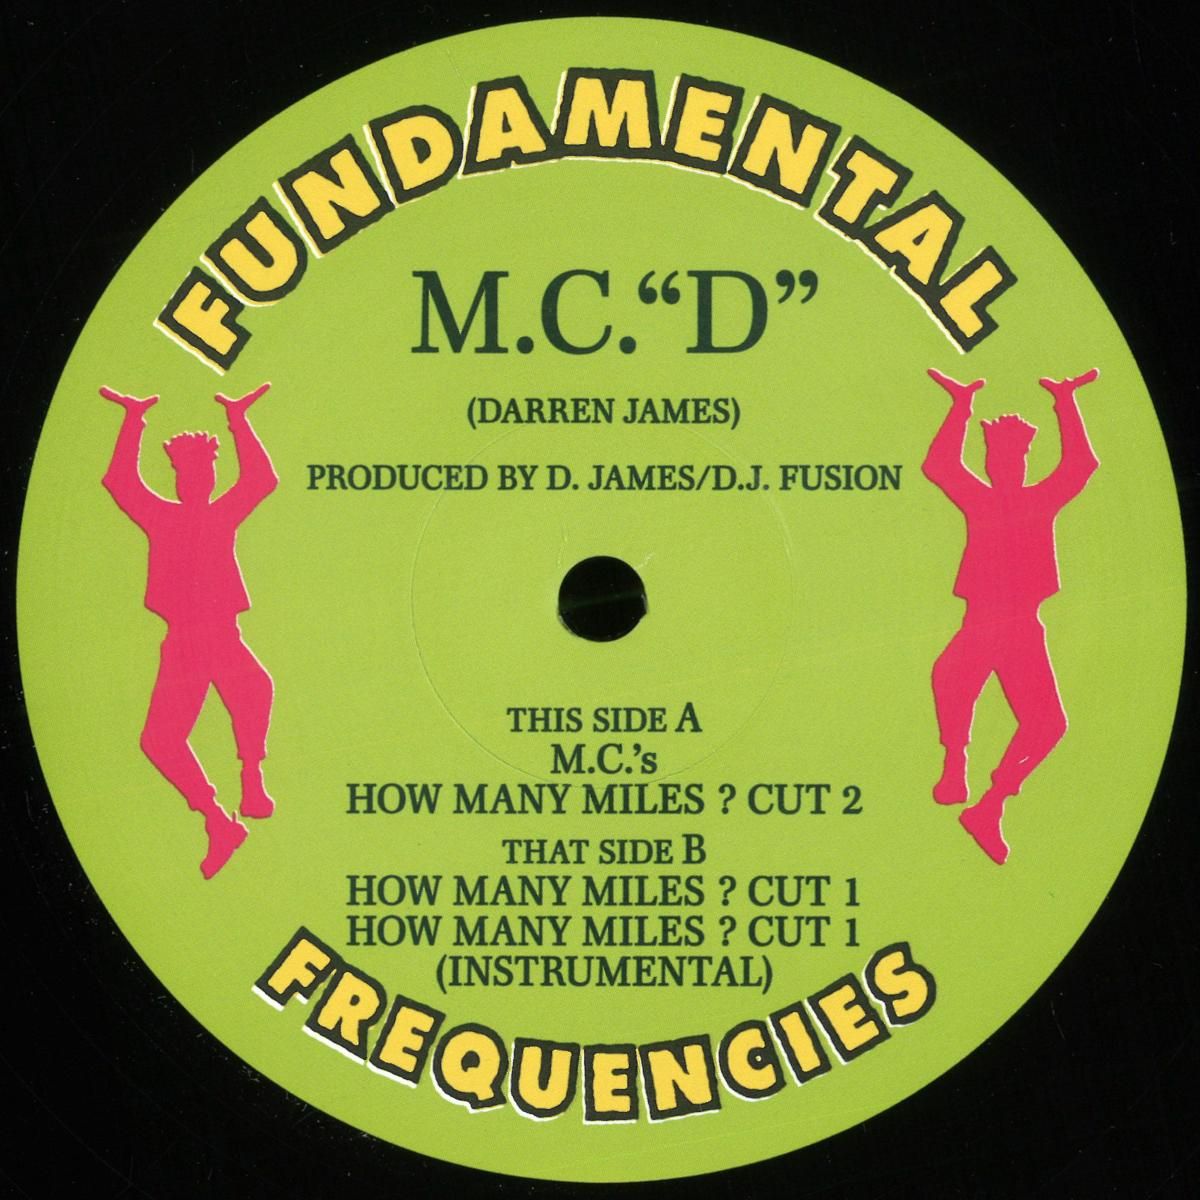 FUNDAMENTAL
M.C.“D”
(DARREN JAMES)
PRODUCED BY D. JAMES/D.J. FUSION
THIS SIDE A
M.C.’s
HOW MANY MILES ? CUT 2
THAT SIDE B
HOW MANY MILES ? CUT 1
HOW MANY MILES ? CUT 1
(INSTRUMENTAL)
FREQUENCIES